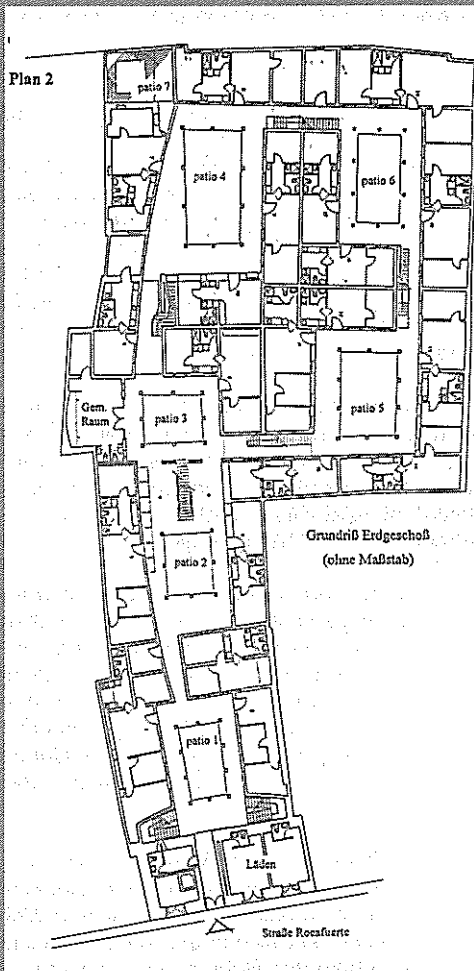 Plan 2
patio 7
patio 4
patio 6
Gem.
Raum
patio 3
patio 5
Grundriß Erdgeschoß
(ohne Maßstab)
patio 2
patio 1
Läden
Straße Rocafuerte